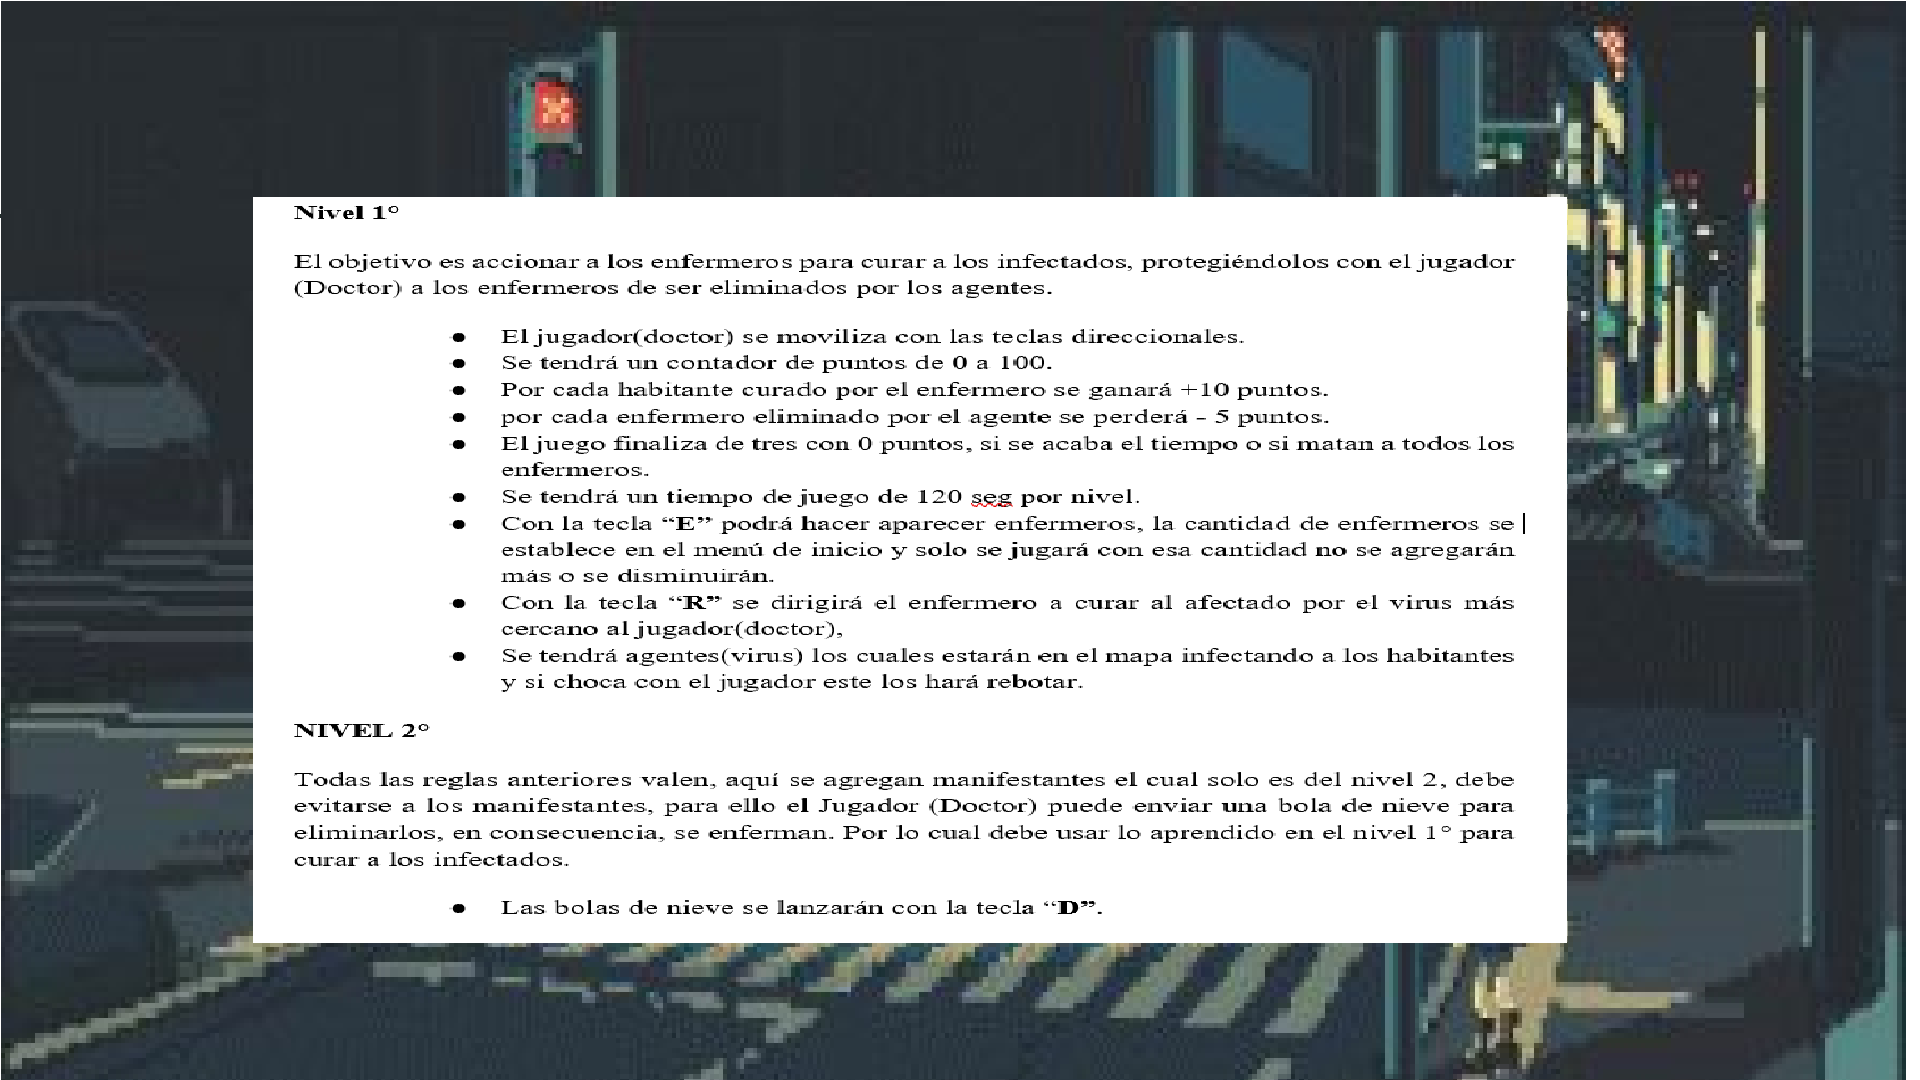 Nivel 1°
El objetivo es accionar a los enfermeros para curar a los infectados, protegiéndolos con el jugador
(Doctor) a los enfermeros de ser eliminados por los agentes.
● El jugador(doctor) se moviliza con las teclas direccionales.
● Se tendrá un contador de puntos de 0 a 100.
● Por cada habitante curado por el enfermero se ganará +10 puntos.
● por cada enfermero eliminado por el agente se perderá - 5 puntos.
● El juego finaliza de tres con 0 puntos, si se acaba el tiempo o si matan a todos los
enfermeros.
● Se tendrá un tiempo de juego de 120 seg por nivel.
● Con la tecla “E” podrá hacer aparecer enfermeros, la cantidad de enfermeros se
establece en el menú de inicio y solo se jugará con esa cantidad no se agregarán
más o se disminuirán.
● Con la tecla “R” se dirigirá el enfermero a curar al afectado por el virus más
cercano al jugador(doctor),
● Se tendrá agentes(virus) los cuales estarán en el mapa infectando a los habitantes
y si choca con el jugador este los hará rebotar.
NIVEL 2°
Todas las reglas anteriores valen, aquí se agregan manifestantes el cual solo es del nivel 2, debe
evitarse a los manifestantes, para ello el Jugador (Doctor) puede enviar una bola de nieve para
eliminarlos, en consecuencia, se enferman. Por lo cual debe usar lo aprendido en el nivel 1° para
curar a los infectados.
● Las bolas de nieve se lanzarán con la tecla “D”.